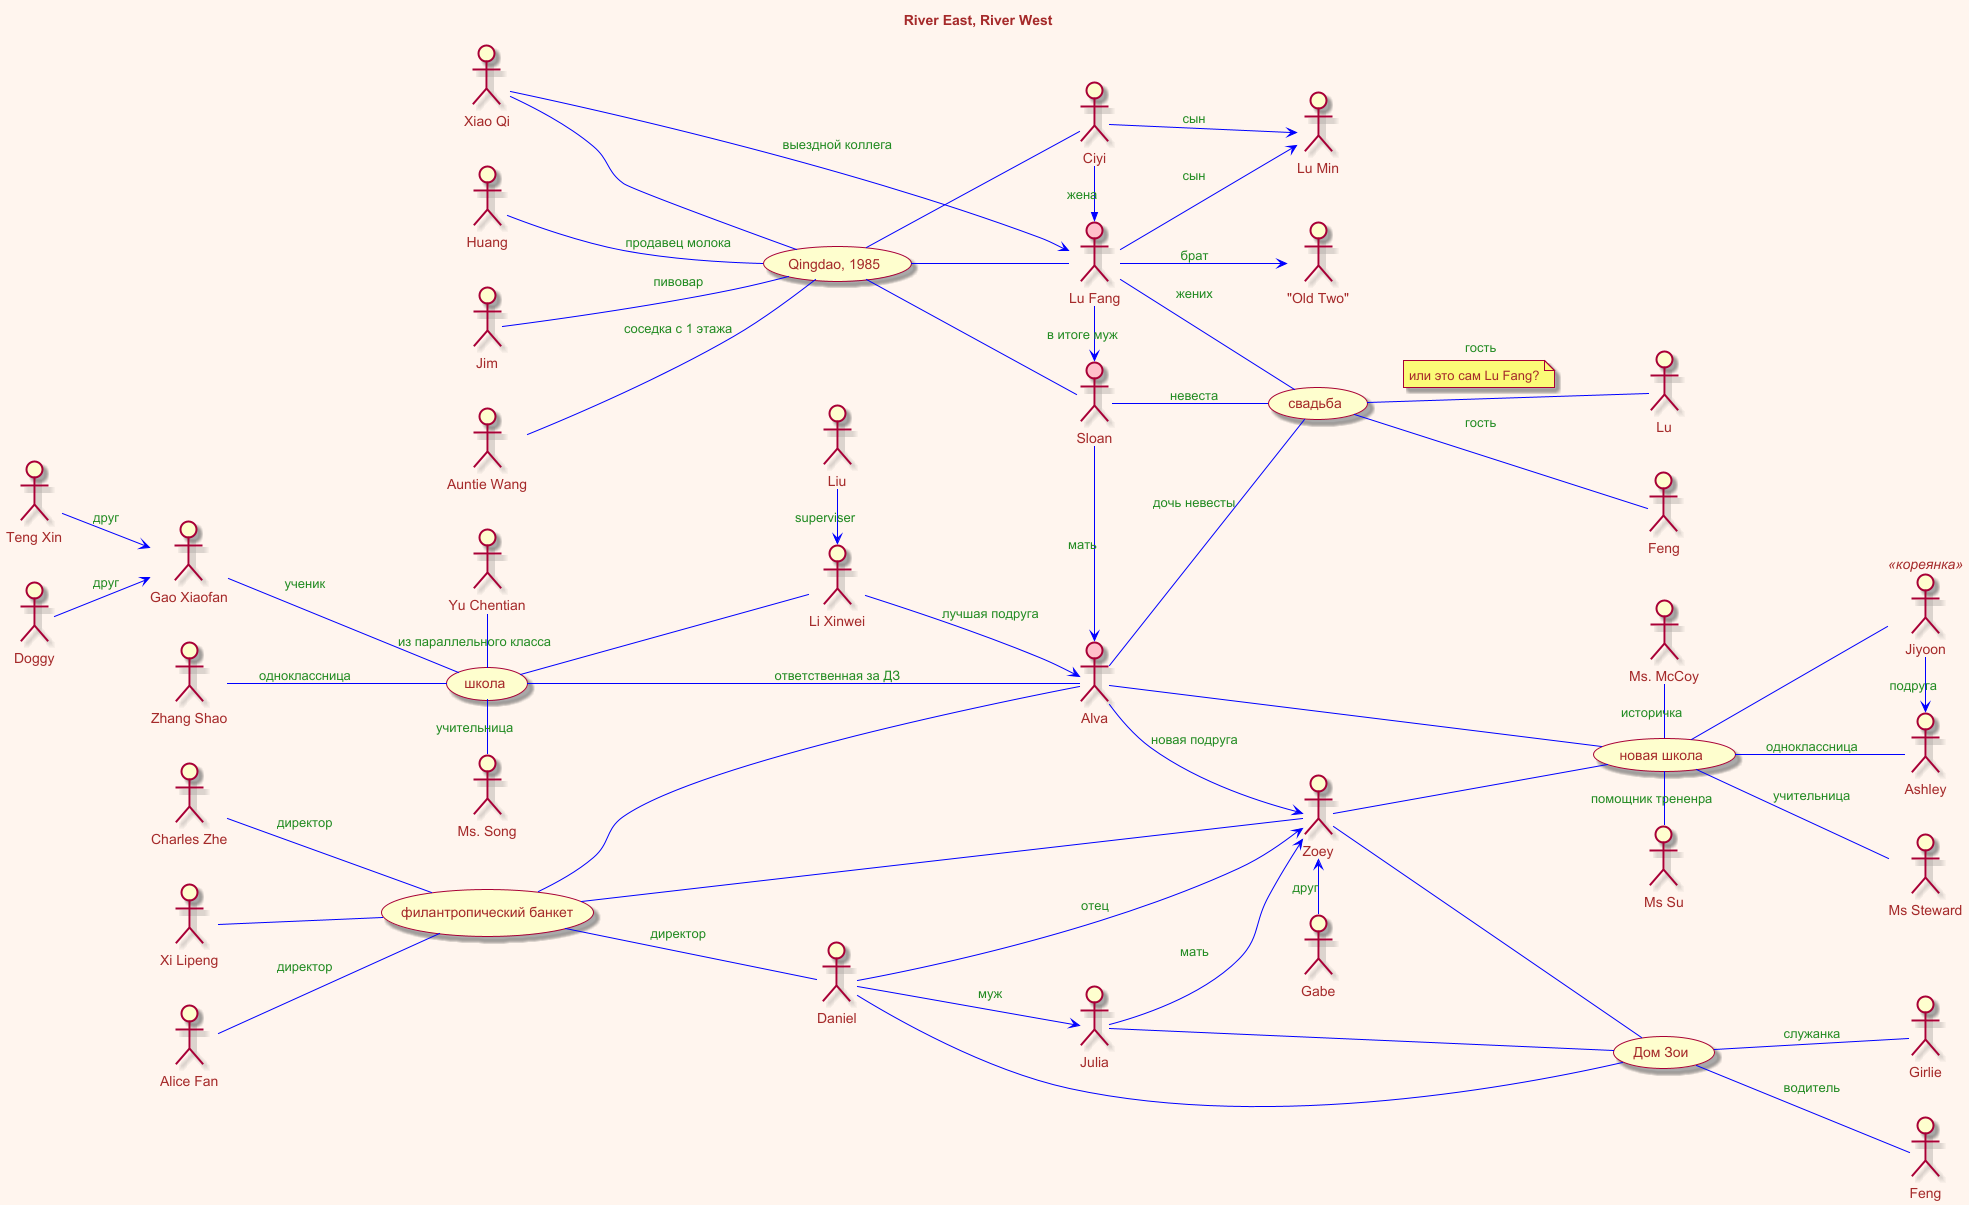 River East, River West
Xiao Qi
выездной коллега
Ciyi
сын
Lu Min
жена
сын
Huang
продавец молока
Qingdao, 1985
Lu Fang
брат
"Old Two"
жених
пивовар
Jim
соседка с 1 этажа
в итоге муж
гость
или это сам Lu Fang?
Sloan
невеста
свадьба
Lu
гость
Auntie Wang
Liu
дочь невесты
superviser
мать
Feng
Teng Xin
друг
друг
Doggy
Gao Xiaofan
ученик
Yu Chentian
из параллельного класса
Li Xinwei
лучшая подруга
«кореянка»
Jiyoon
подруга
Ms. McCoy
историчка
Zhang Shao
одноклассница
школа
ответственная за ДЗ
Alva
новая подруга
учительница
Ms. Song
новая школа
одноклассница
Ashley
помощник трененра
учительница
Ms Su
Ms Steward
Charles Zhe
директор
Zoey
друг
Gabe
филантропический банкет
отец
Xi Lipeng
директор
директор
Alice Fan
Daniel
муж
мать
Julia
Дом Зои
служанка
Girlie
водитель
Feng